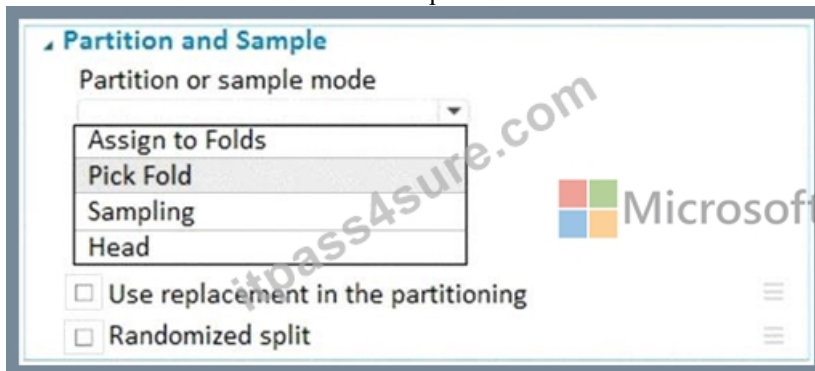 Partition and Sample
Partition or sample mode
Assign to Folds
Pick Fold
Sampling
Head
Use replacement in the partitioning
Randomized split
Microsoft
itpass4sure.com